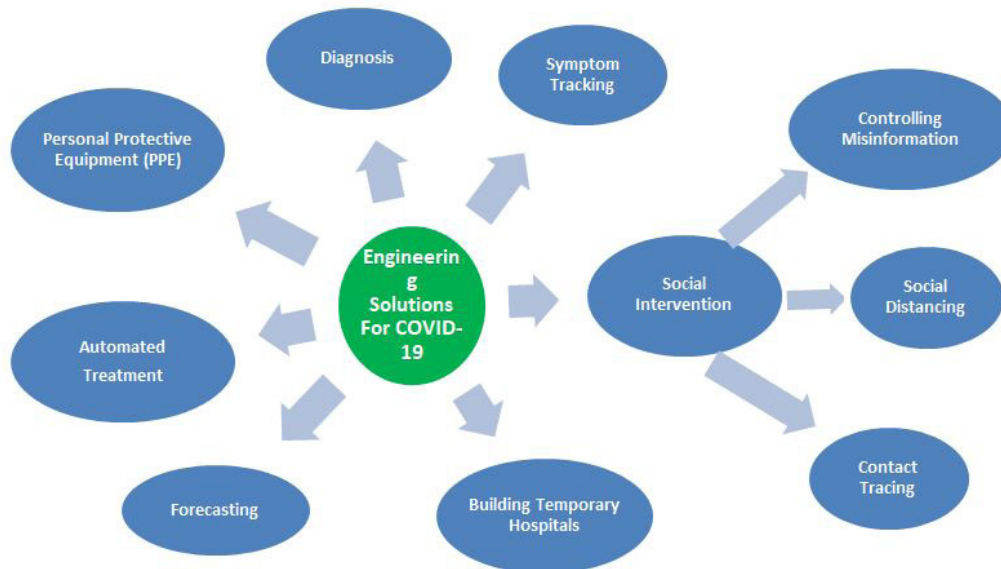 Diagnosis
Symptom
Tracking
Personal Protective
Equipment (PPE)
Controlling
Misinformation
Engineerin
g
Solutions
For COVID-
19
Social
Intervention
Social
Distancing
Automated
Treatment
Contact
Tracing
Forecasting
Building Temporary
Hospitals